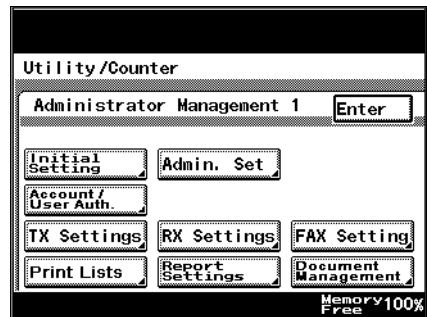 Utility/Counter
Administrator Management 1
Enter
Initial
Setting
Admin. Set
Account/
User Auth.
TX Settings
RX Settings
FAX Setting
Print Lists
Report
Settings
Document
Management
Memory
Free 100%